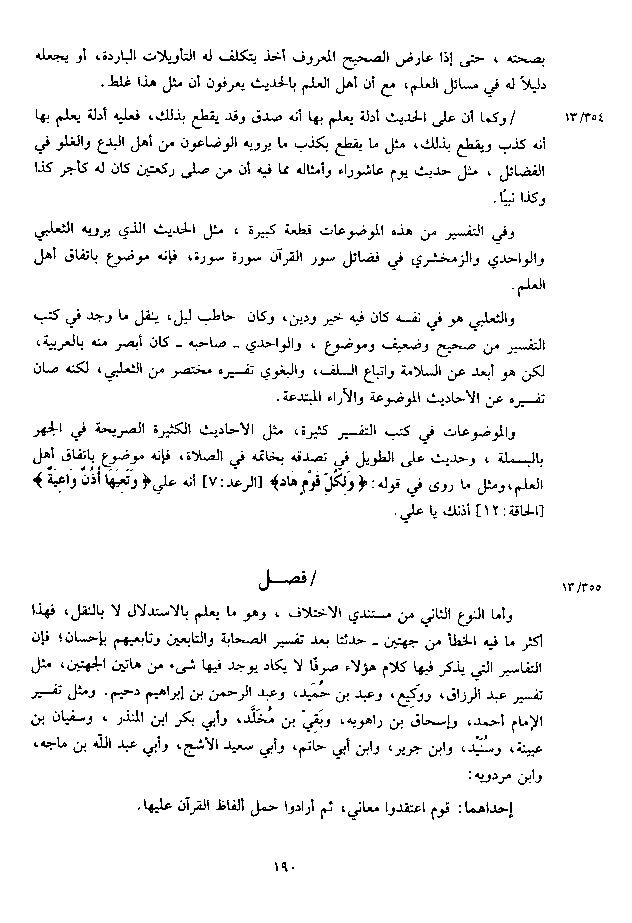 بصحته ، حتى إذا عارض الصحيح المعروف أخذ يتكلف له التأويلات الباردة، أو يجعله
دليلاً له في مسائل العلم، مع أن أهل العلم بالحديث يعرفون أن مثل هذا غلط.
١٣/٣٥٤ / وكما أن على الحديث أدلة يعلم بها أنه صدق وقد يقطع بذلك، فعليه أدلة يعلم بها
أنه كذب ويقطع بذلك، مثل ما يقطع بكذب ما يرويه الوضاعون من أهل البدع والغلو في
الفضائل ، مثل حديث يوم عاشوراء وأمثاله مما فيه أن من صلى ركعتين كان له كأجر كذا
وكذا نبيًا.
وفي التفسير من هذه الموضوعات قطعة كبيرة ، مثل الحديث الذي يرويه الثعلبي
والواحدي والزمخشري في فضائل سور القرآن سورة سورة، فإنه موضوع باتفاق أهل
العلم.
والثعلبي هو في نفسه كان فيه خير ودين، وكان حاطب ليل، ينقل ما وجد في كتب
التفسير من صحيح وضعيف وموضوع ، والواحدي ـ صاحبه ـ كان أبصر منه بالعربية،
لكن هو أبعد عن السلامة واتباع السلف، والبغوي تفسيره مختصر من الثعلبي، لكنه صان
تفسيره عن الأحاديث الموضوعة والآراء المبتدعة.
والموضوعات في كتب التفسير كثيرة، مثل الأحاديث الكثيرة الصريحة في الجهر
بالبسملة ، وحديث على الطويل في تصدقه بخاتمه في الصلاة، فإنه موضوع باتفاق أهل
العلم،ومثل ما روى في قوله:﴿ وَلِكُلِّ قَوْمٍ هَادٍ﴾ [الرعد:٧] أنه علي﴿ وَتَعِيَهَا أُذُنٌ وَاعِيَةٌ ﴾
[الحاقة:١٢] أذنك يا علي.
١٣/٣٥٥ / فصــل
وأما النوع الثاني من مستندي الاختلاف ، وهو ما يعلم بالاستدلال لا بالنقل، فهذا
أكثر ما فيه الخطأ من جهتين ـ حدثتا بعد تفسير الصحابة والتابعين وتابعيهم بإحسان؛ فإن
التفاسير التي يذكر فيها كلام هؤلاء صرفًا لا يكاد يوجد فيها شىء من هاتين الجهتين، مثل
تفسير عبد الرزاق، ووكيع، وعبد بن حُمَيد، وعبد الرحمن بن إبراهيم دحيم. ومثل تفسير
الإمام أحمد، وإسحاق بن راهويه، وبَقِيّ بن مُخَلَّد، وأبي بكر ابن المنذر ، وسفيان بن
عيينة، وسُنَيْد، وابن جرير، وابن أبي حاتم، وأبي سعيد الأشج، وأبي عبد اللّه بن ماجه،
وابن مردويه:
إحداهما: قوم اعتقدوا معاني، ثم أرادوا حمل ألفاظ القرآن عليها.
١٩٠